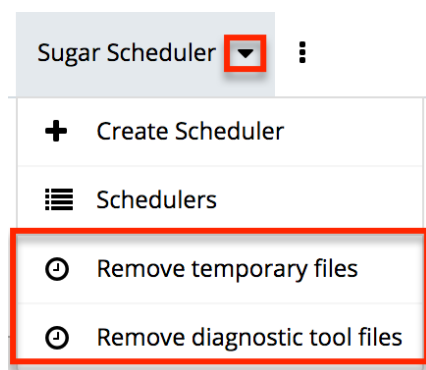 Sugar Scheduler
Create Scheduler
Schedulers
Remove temporary files
Remove diagnostic tool files